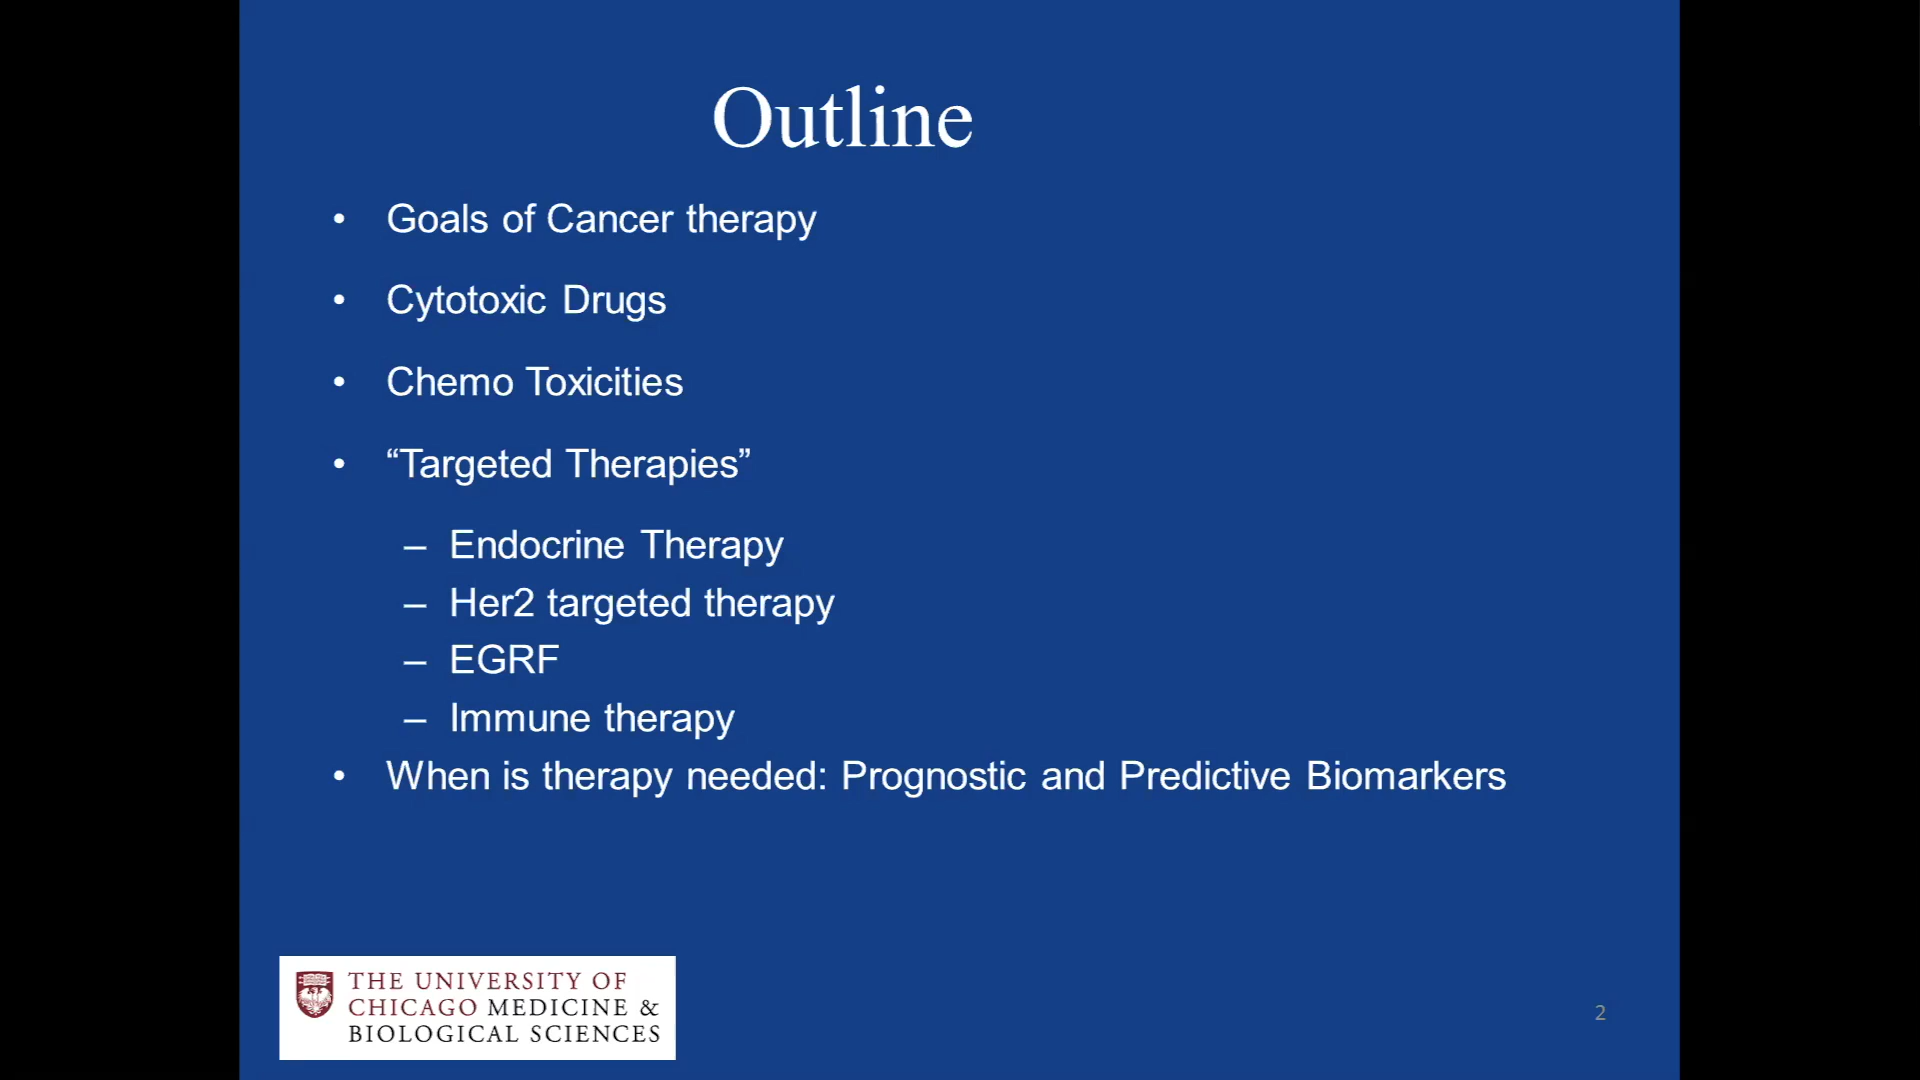 Outline
• Goals of Cancer therapy
• Cytotoxic Drugs
• Chemo Toxicities
• “Targeted Therapies”
– Endocrine Therapy
– Her2 targeted therapy
– EGRF
– Immune therapy
• When is therapy needed: Prognostic and Predictive Biomarkers
THE UNIVERSITY OF
CHICAGO MEDICINE &
BIOLOGICAL SCIENCES
2